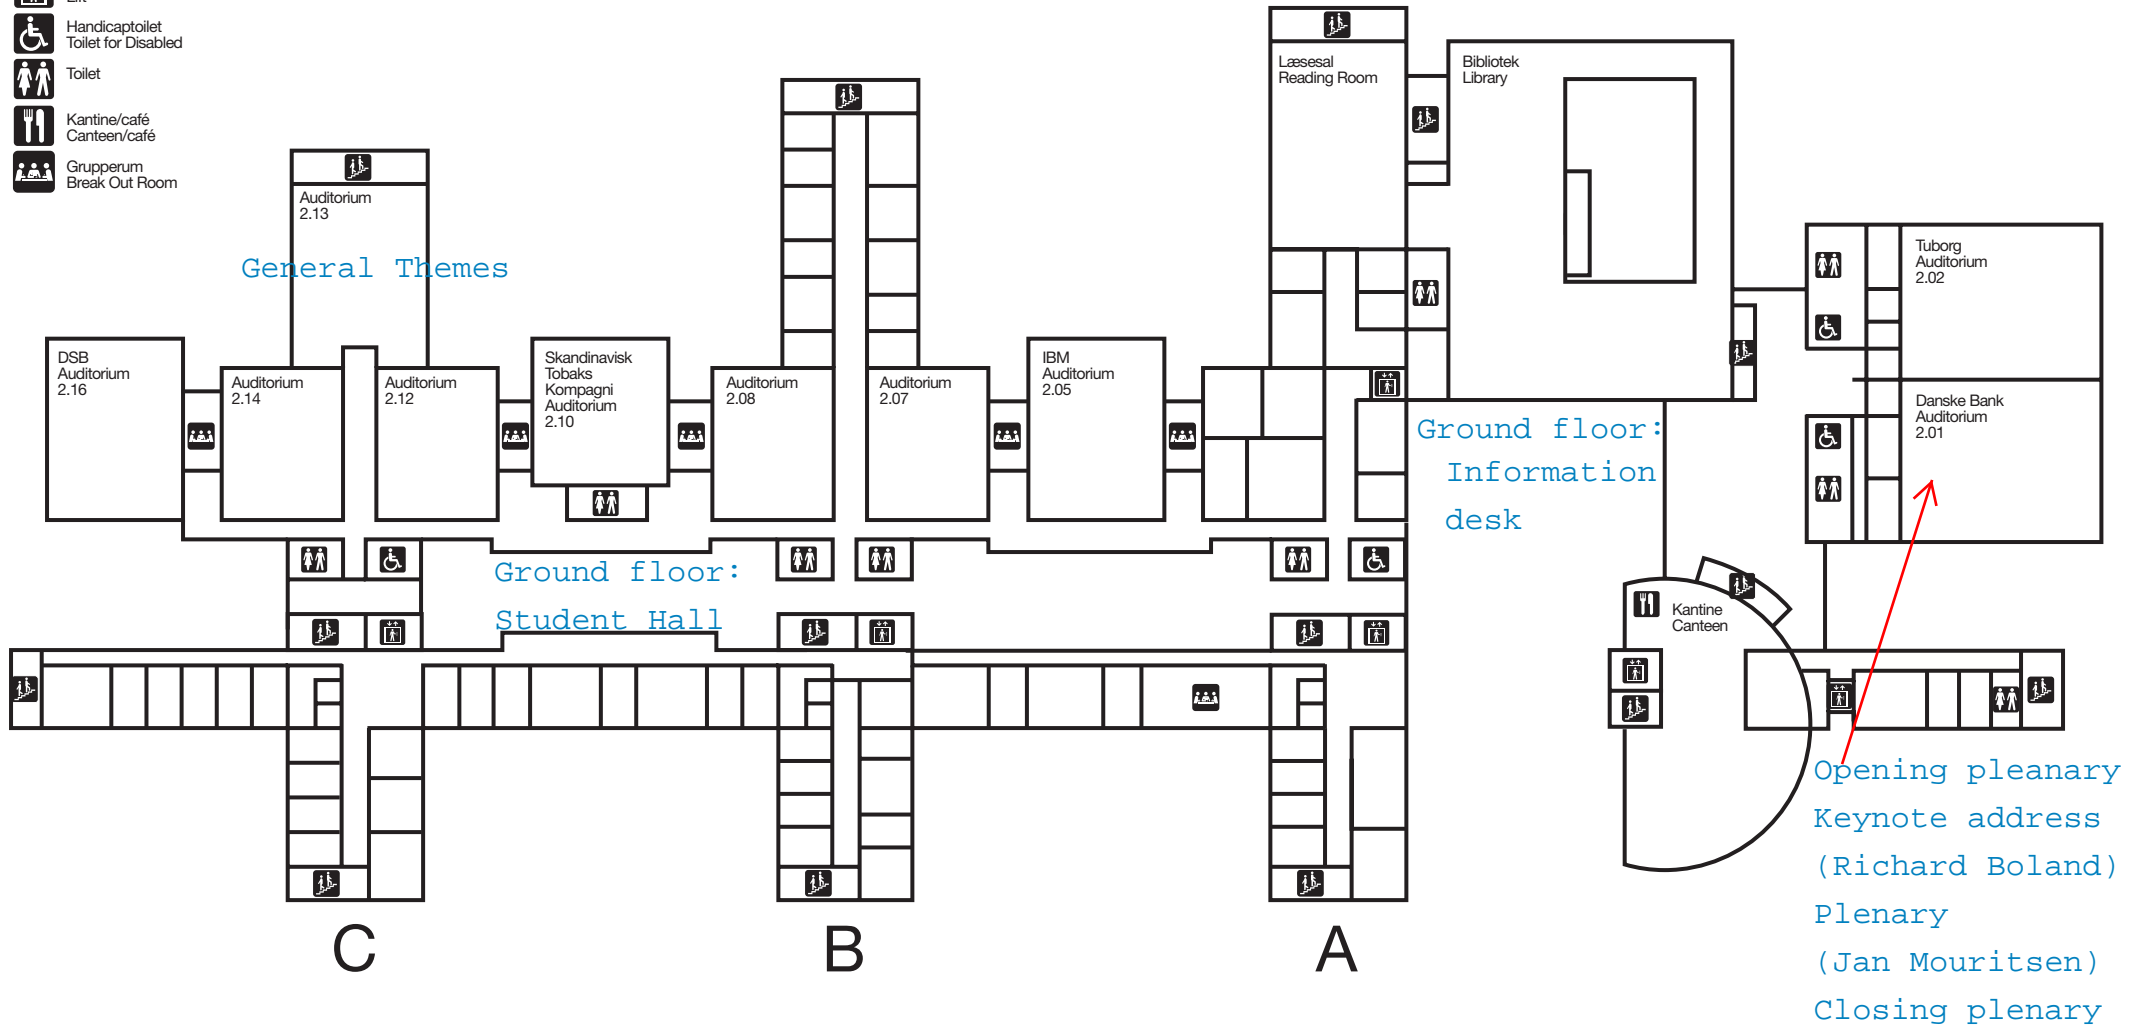 Lift
Handicaptoilet
Toilet for Disabled
Toilet
Kantine/café
Canteen/café
Grupperum
Break Out Room
Læsesal
Reading Room
Bibliotek
Library
Auditorium
2.13
General Themes
Tuborg
Auditorium
2.02
DSB
Auditorium
2.16
Auditorium
2.14
Auditorium
2.12
Skandinavisk
Tobaks
Kompagni
Auditorium
2.10
Auditorium
2.08
Auditorium
2.07
IBM
Auditorium
2.05
Danske Bank
Auditorium
2.01
Ground floor:
Information
desk
Ground floor:
Student Hall
Kantine
Canteen
Opening pleanary
Keynote address
(Richard Boland)
Plenary
(Jan Mouritsen)
Closing plenary
C
B
A